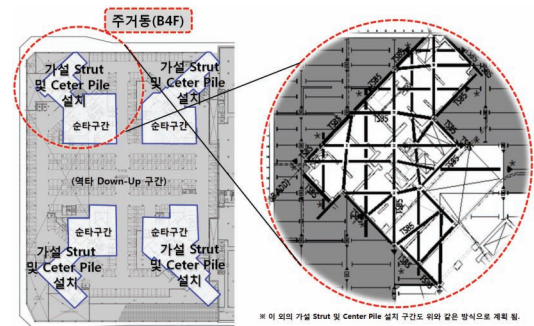 주거동(B4F)
가설 Strut
및 Ceter Pile
설치
순타구간
가설 Strut
및 Ceter Pile
설치
순타구간
(역타 Down-Up 구간)
순타구간
가설 Strut
및 Ceter Pile
설치
순타구간
가설 Strut
및 Ceter Pile
설치
※ 이 외의 가설 Strut 및 Center Pile 설치 구간도 위와 같은 방식으로 계획 됨.